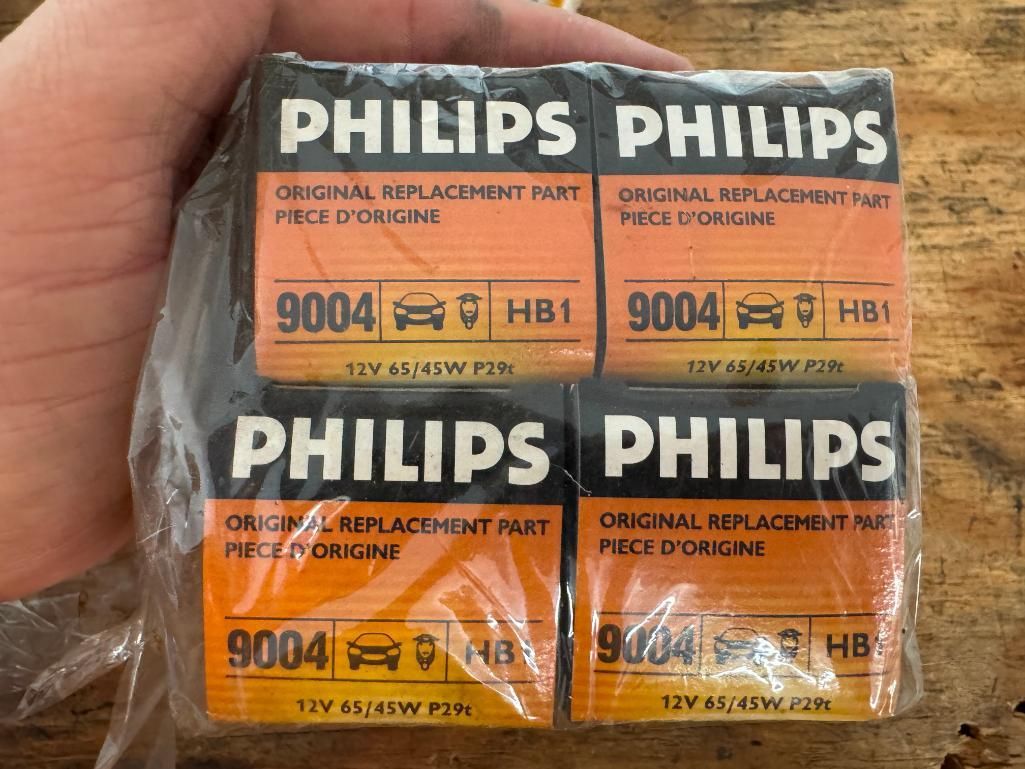 PHILIPS
ORIGINAL REPLACEMENT PART
PIECE D'ORIGINE
9004 HB1
12V 65/45W P29t
PHILIPS
ORIGINAL REPLACEMENT PART
PIECE D'ORIGINE
9004 HB1
12V 65/45W P29t
PHILIPS
ORIGINAL REPLACEMENT PART
PIECE D'ORIGINE
9004 HB1
12V 65/45W P29t
PHILIPS
ORIGINAL REPLACEMENT PART
PIECE D'ORIGINE
9004 HB1
12V 65/45W P29t